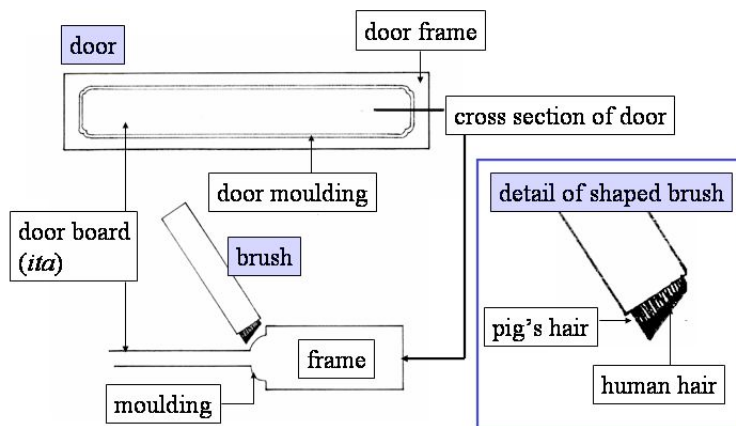 door
door frame
cross section of door
door moulding
detail of shaped brush
door board
(ita)
brush
pig's hair
frame
human hair
moulding